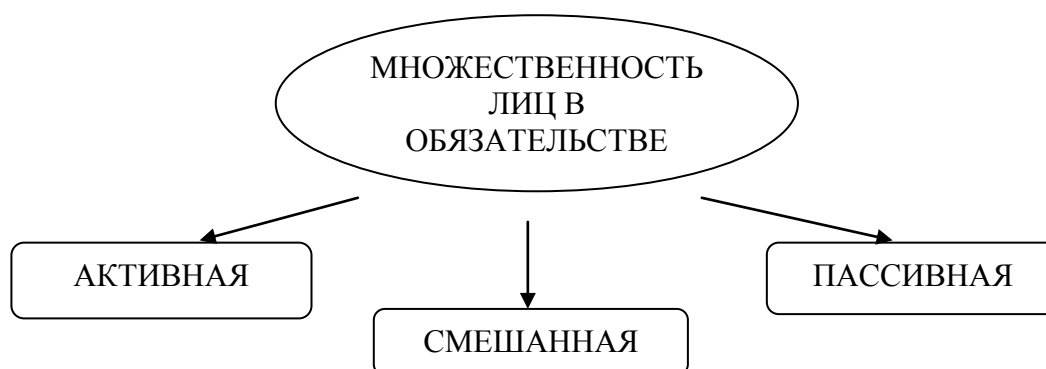 МНОЖЕСТВЕННОСТЬ
ЛИЦ В
ОБЯЗАТЕЛЬСТВЕ
АКТИВНАЯ
ПАССИВНАЯ
СМЕШАННАЯ